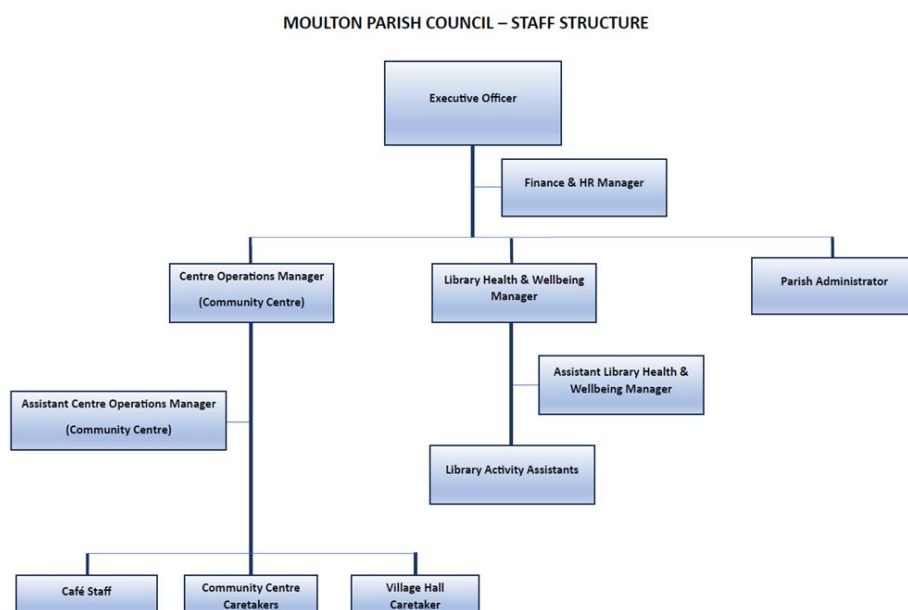 MOULTON PARISH COUNCIL – STAFF STRUCTURE
Executive Officer
Finance & HR Manager
Centre Operations Manager
(Community Centre)
Library Health & Wellbeing
Manager
Parish Administrator
Assistant Library Health &
Wellbeing Manager
Assistant Centre Operations Manager
(Community Centre)
Library Activity Assistants
Café Staff
Community Centre
Caretakers
Village Hall
Caretaker